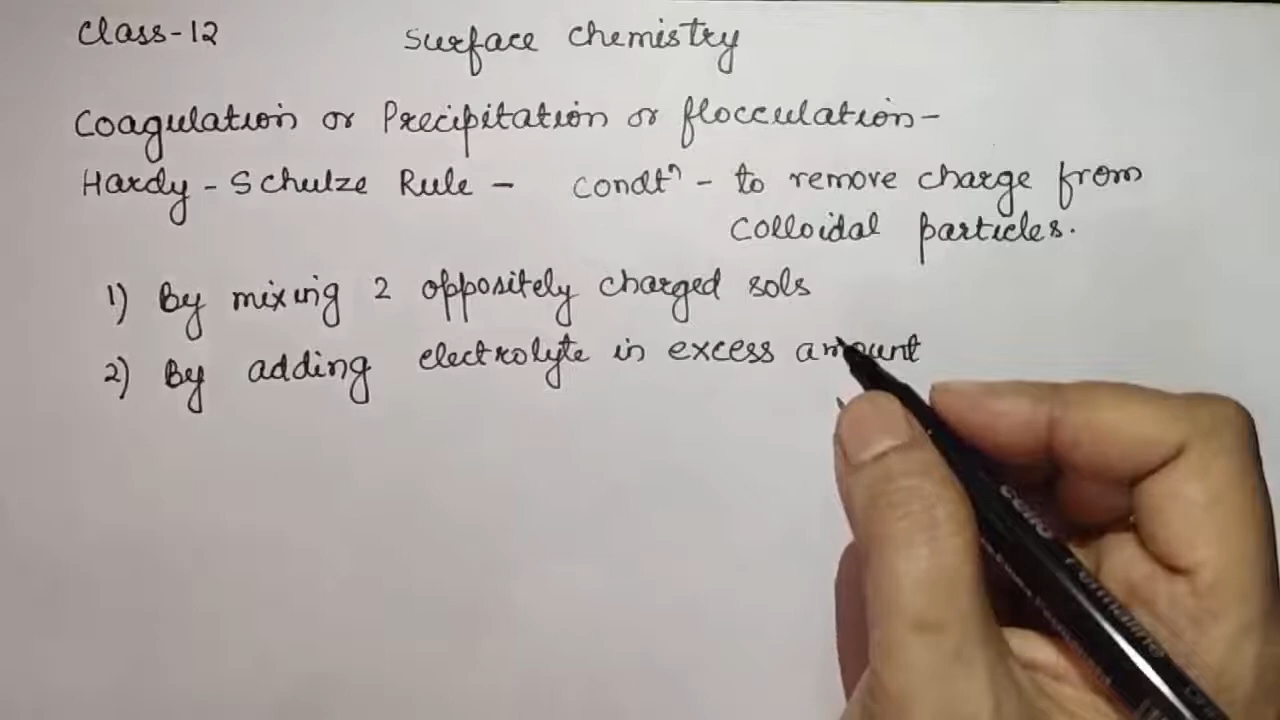 Class-12 Surface chemistry
Coagulation or Precipitation or flocculation-
Hardy-Schulze Rule - condtⁿ - to remove charge from
colloidal particles.
1) By mixing 2 oppositely charged sols
2) By adding electrolyte in excess amount
cello